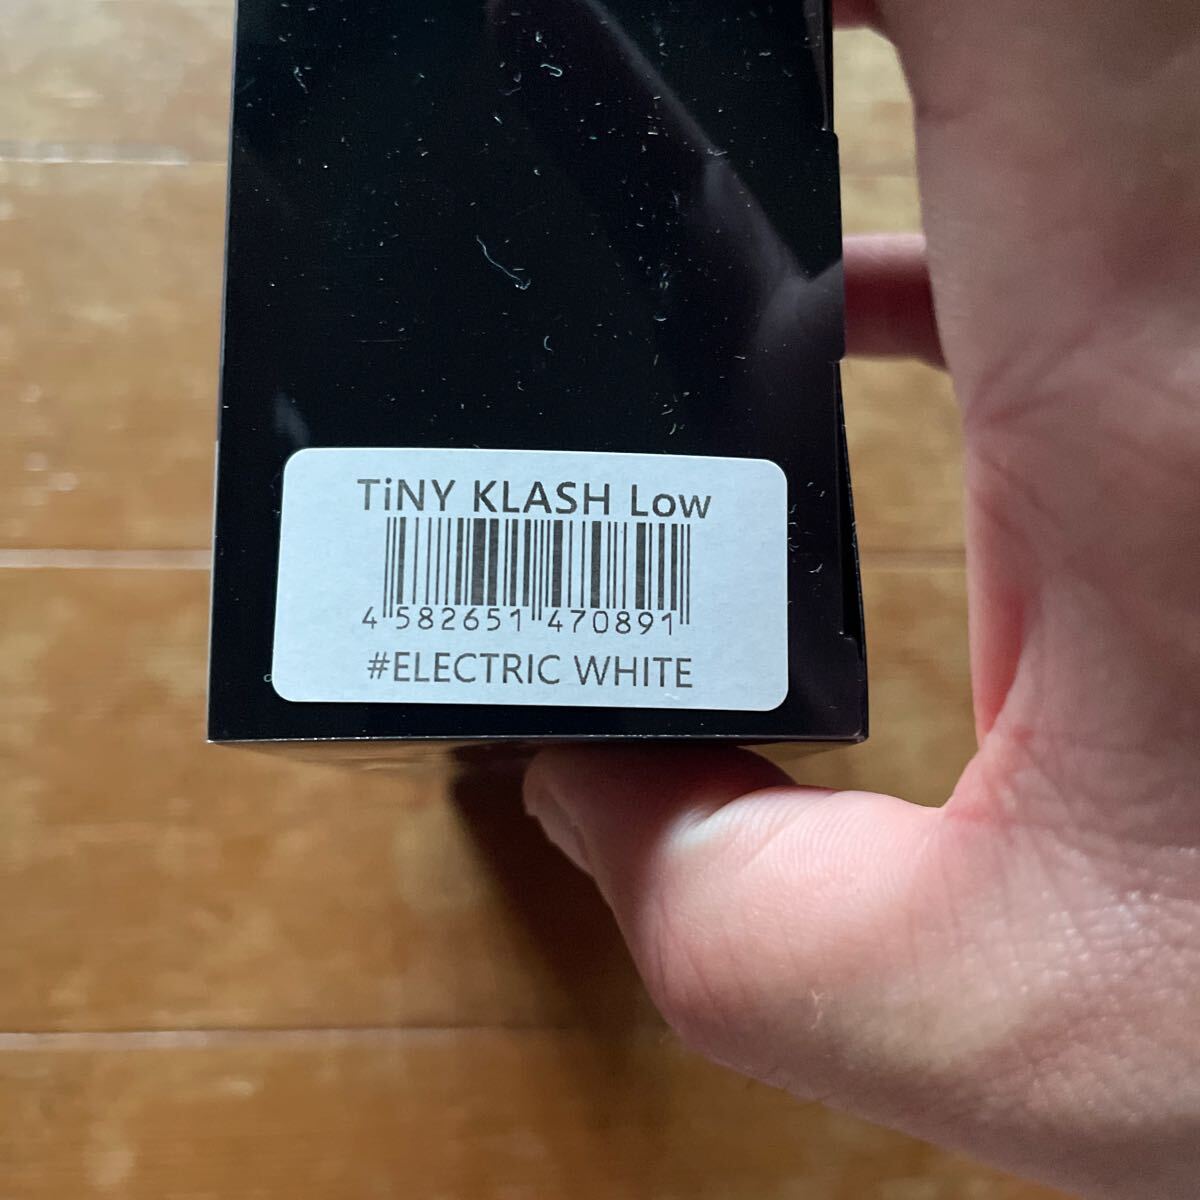 TiNY KLASH Low
4 582651 470891
#ELECTRIC WHITE